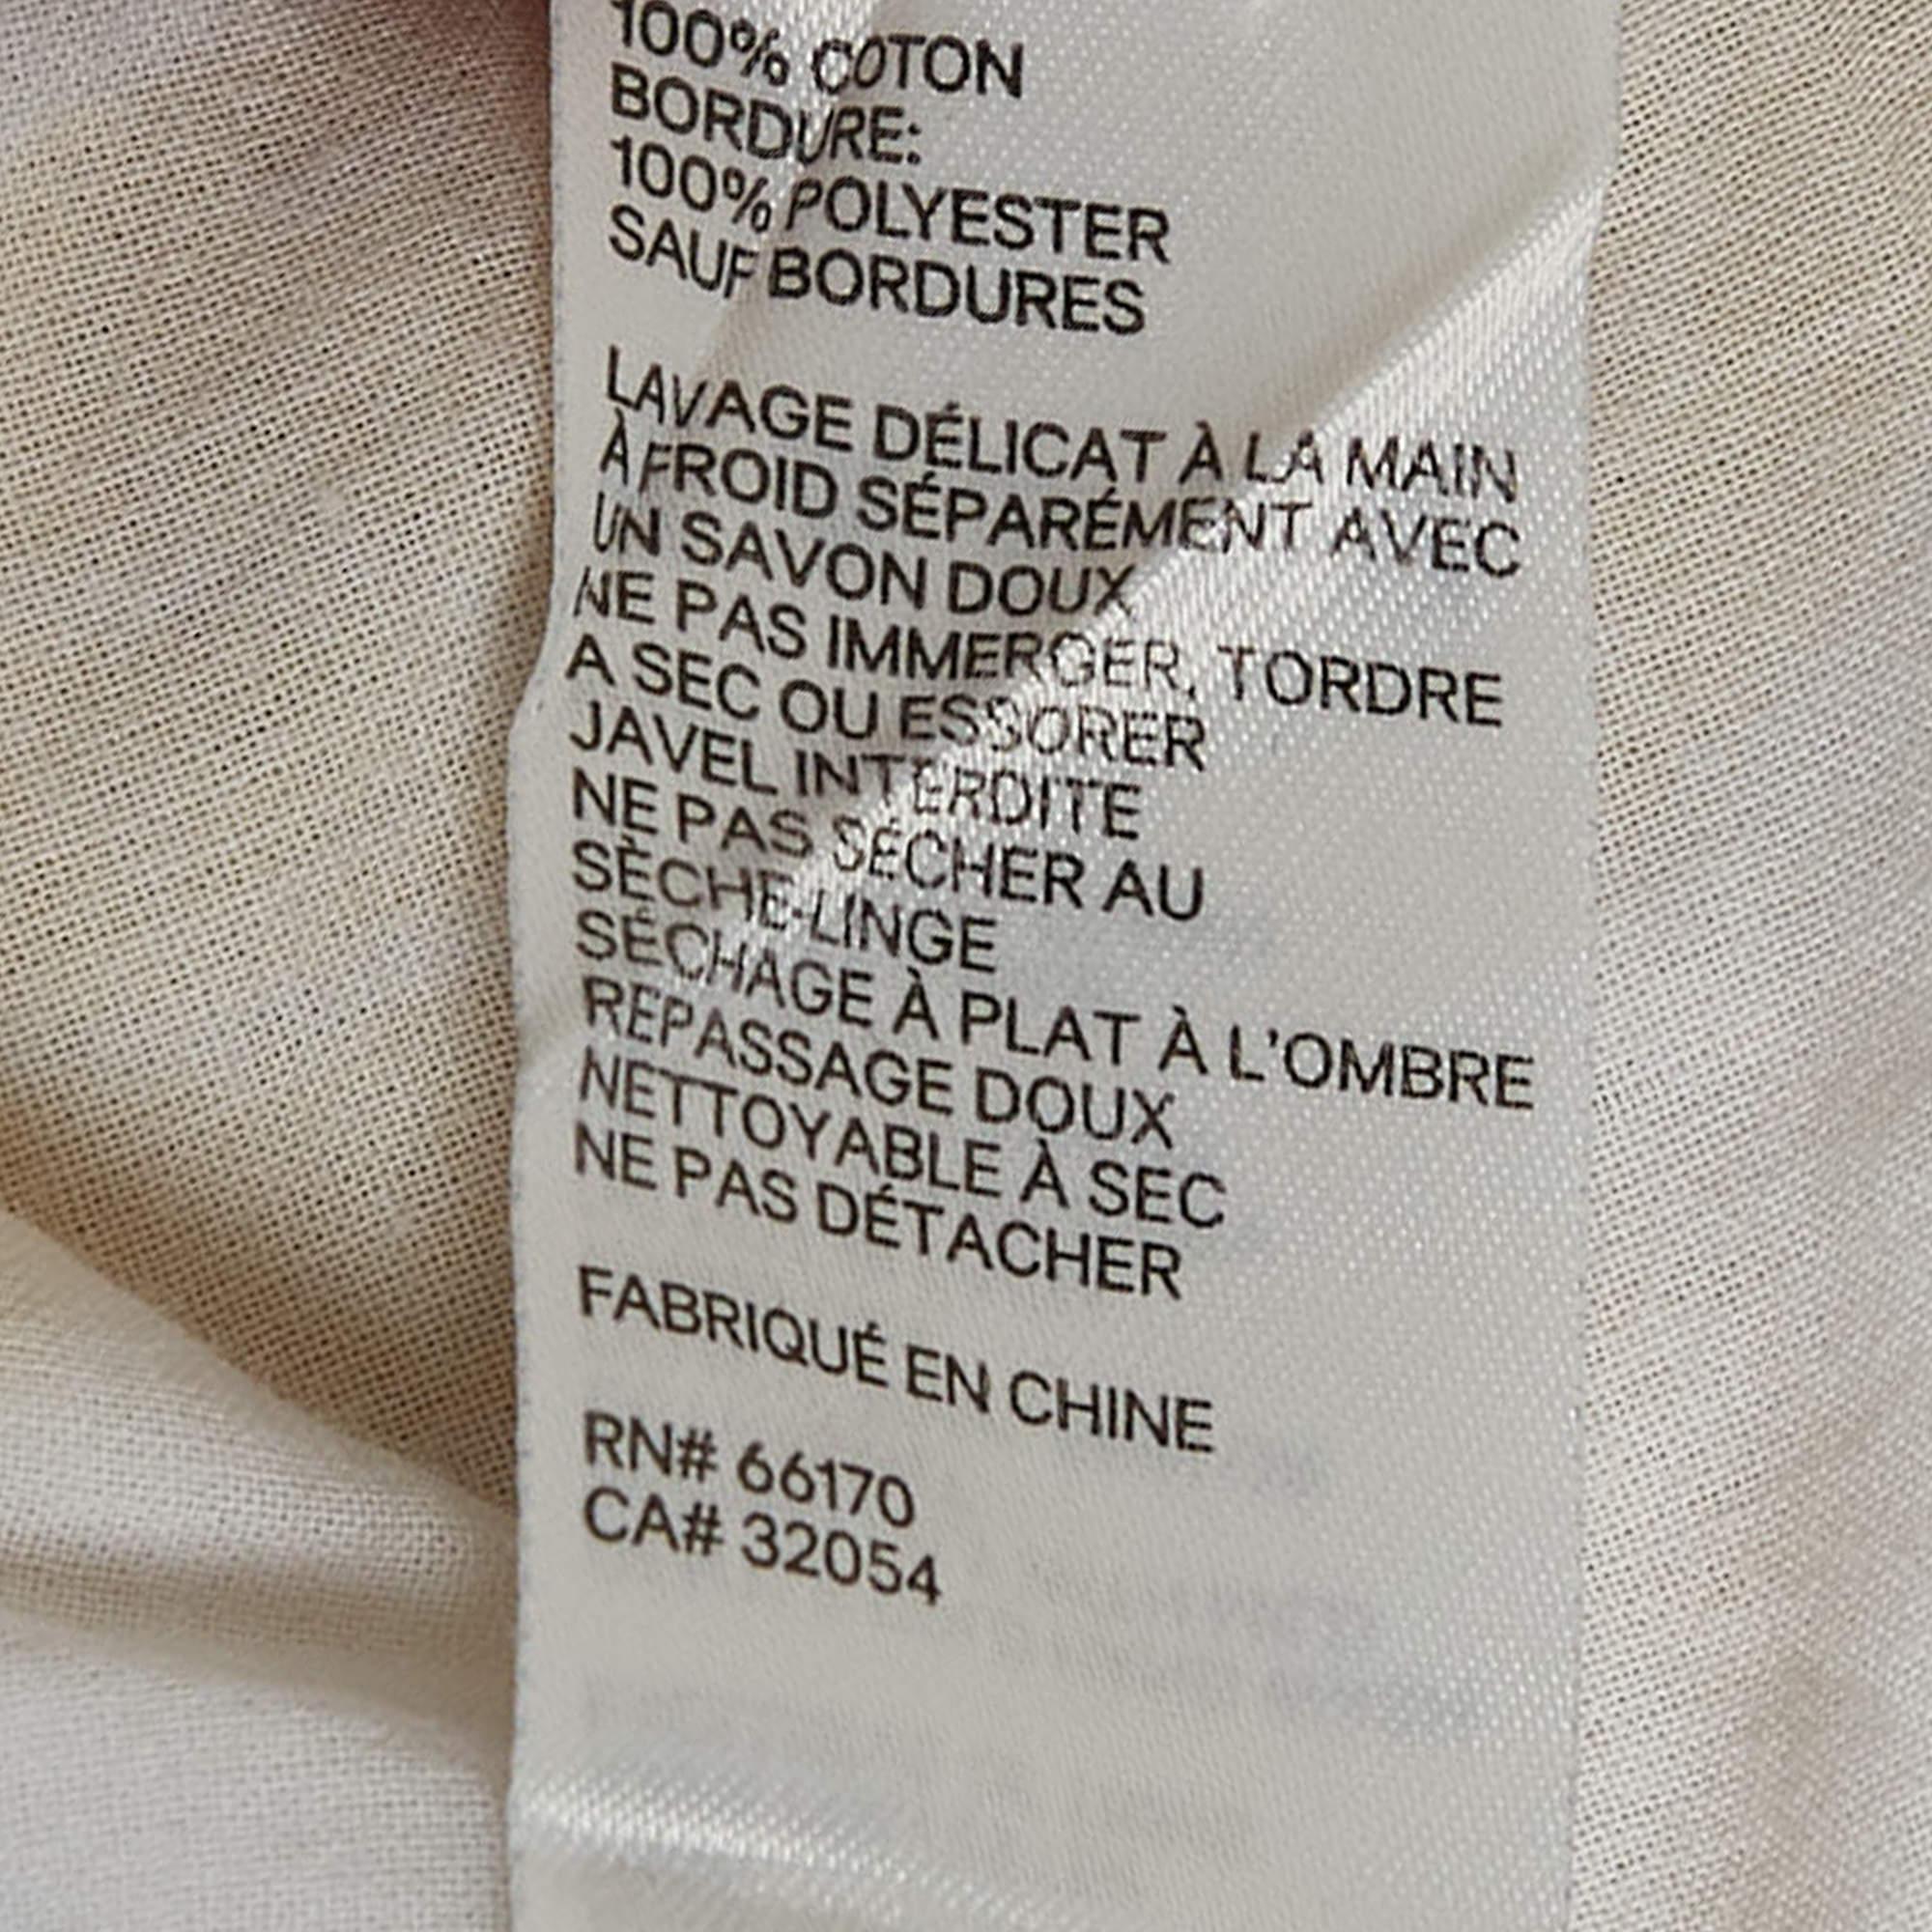 100% COTON
BORDURE:
100% POLYESTER
SAUF BORDURES
LAVAGE DÉLICAT À LA MAIN
À FROID SÉPARÉMENT AVEC
UN SAVON DOUX
NE PAS IMMERGER, TORDRE
A SEC OU ESSORER
JAVEL INTERDITE
NE PAS SÉCHER AU
SÈCHE-LINGE
SÉCHAGE À PLAT À L'OMBRE
REPASSAGE DOUX
NETTOYABLE À SEC
NE PAS DÉTACHER
FABRIQUÉ EN CHINE
RN# 66170
CA# 32054